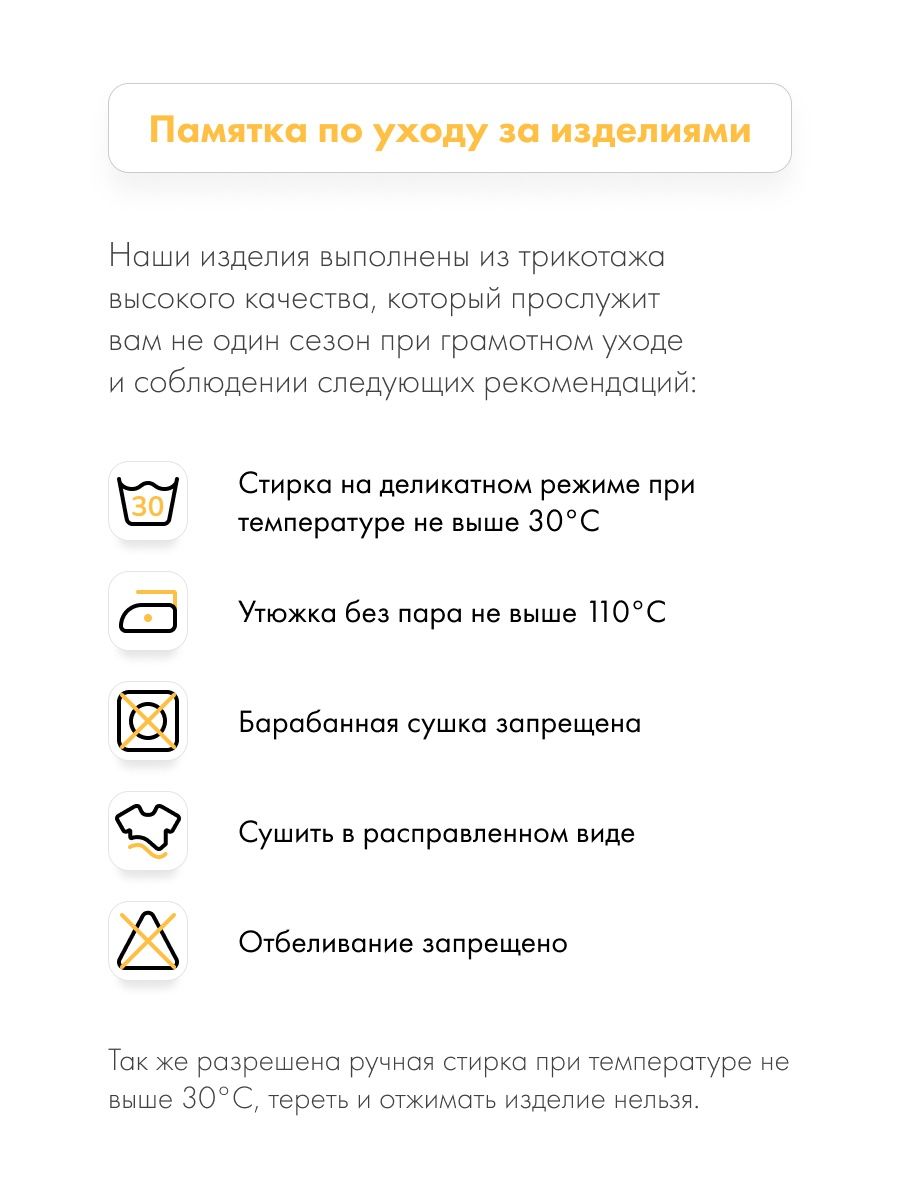 Памятка по уходу за изделиями
Наши изделия выполнены из трикотажа
высокого качества, который прослужит
вам не один сезон при грамотном уходе
и соблюдении следующих рекомендаций:
30
Стирка на деликатном режиме при
температуре не выше 30°C
Утюжка без пара не выше 110°C
Барабанная сушка запрещена
Сушить в расправленном виде
Отбеливание запрещено
Так же разрешена ручная стирка при температуре не
выше 30°C, тереть и отжимать изделие нельзя.